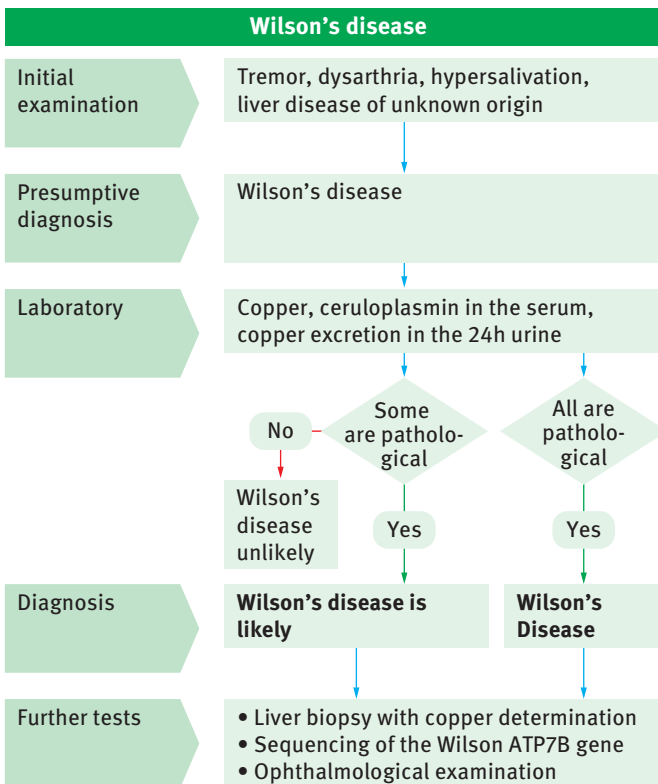 Wilson’s disease
Initial
examination
Tremor, dysarthria, hypersalivation,
liver disease of unknown origin
Presumptive
diagnosis
Wilson’s disease
Laboratory
Copper, ceruloplasmin in the serum,
copper excretion in the 24h urine
No
Some
are patholo-
gical
All are
patholo-
gical
Wilson’s
disease
unlikely
Yes
Yes
Diagnosis
Wilson’s disease is
likely
Wilson’s
Disease
Further tests
• Liver biopsy with copper determination
• Sequencing of the Wilson ATP7B gene
• Ophthalmological examination